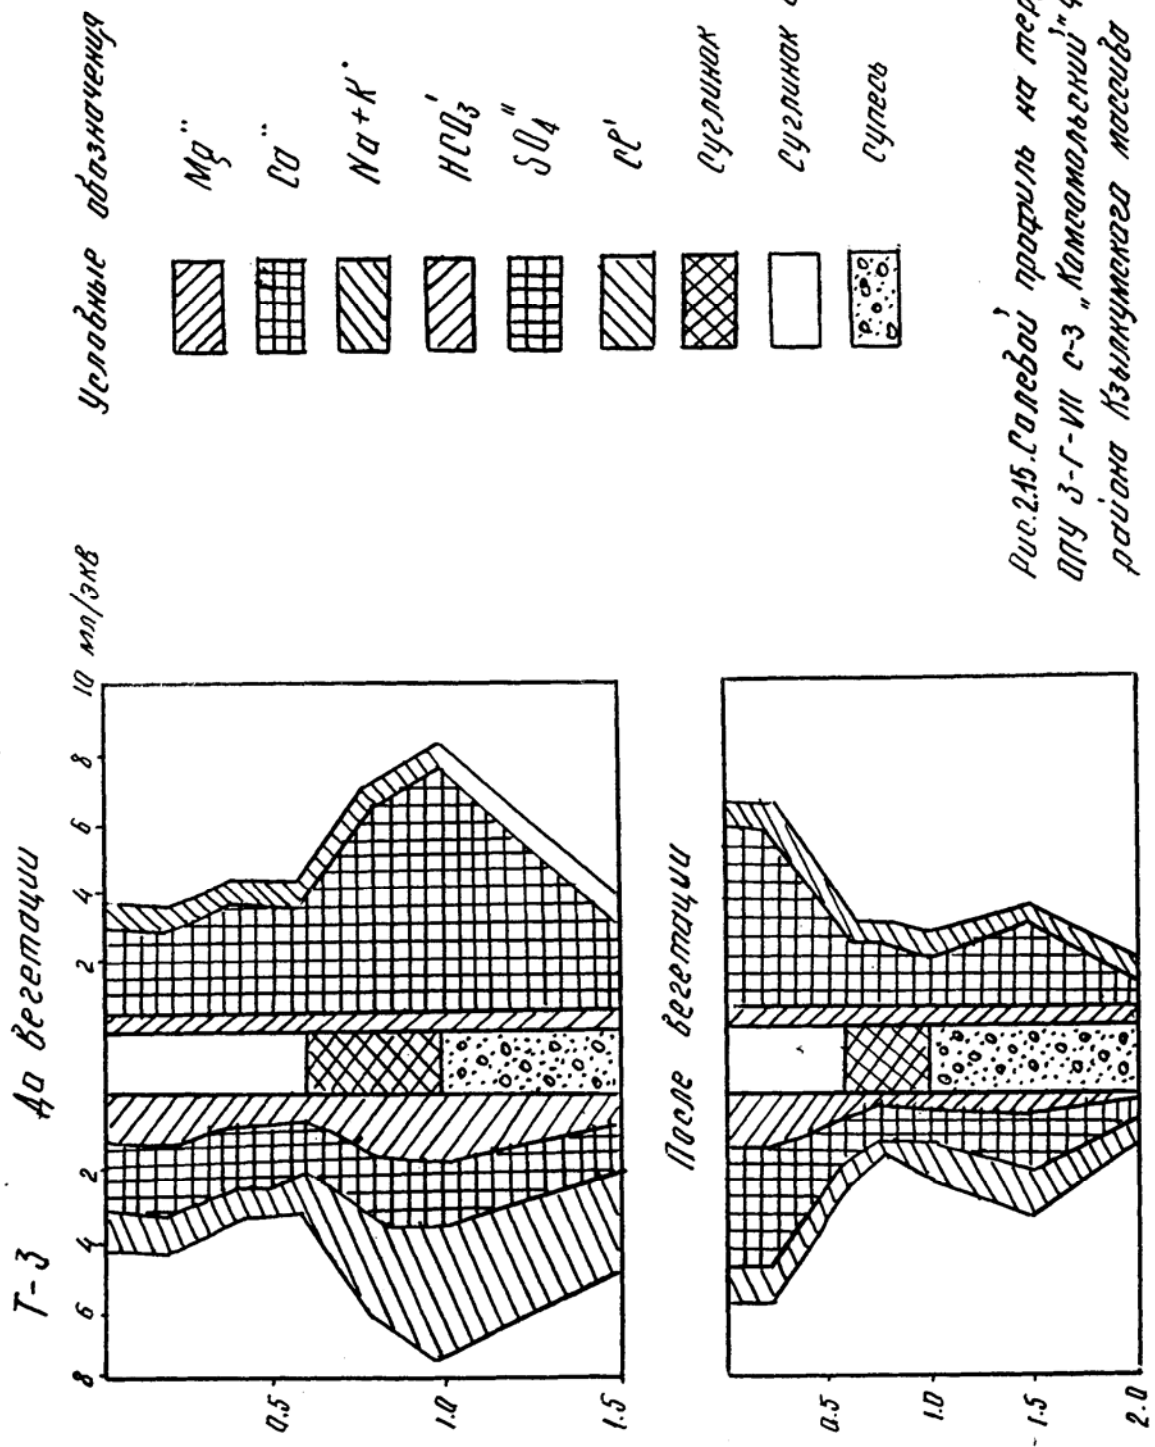 Т-3 До вегетации
10 мл/экв
8
6
4
2
2
4
6
8
0.5
1.0
1.5
После вегетации
0.5
1.0
1.5
2.0
Условные обозначения
Mg··
Ca··
Na+K·
HCO₃'
SO₄"
Cl'
Суглинок
Суглинок
Супесь
Рис.2.15.Солевой профиль на
ОПУ 3-Г-VII с-з „Комсомольский"
района Кзылкумского массива